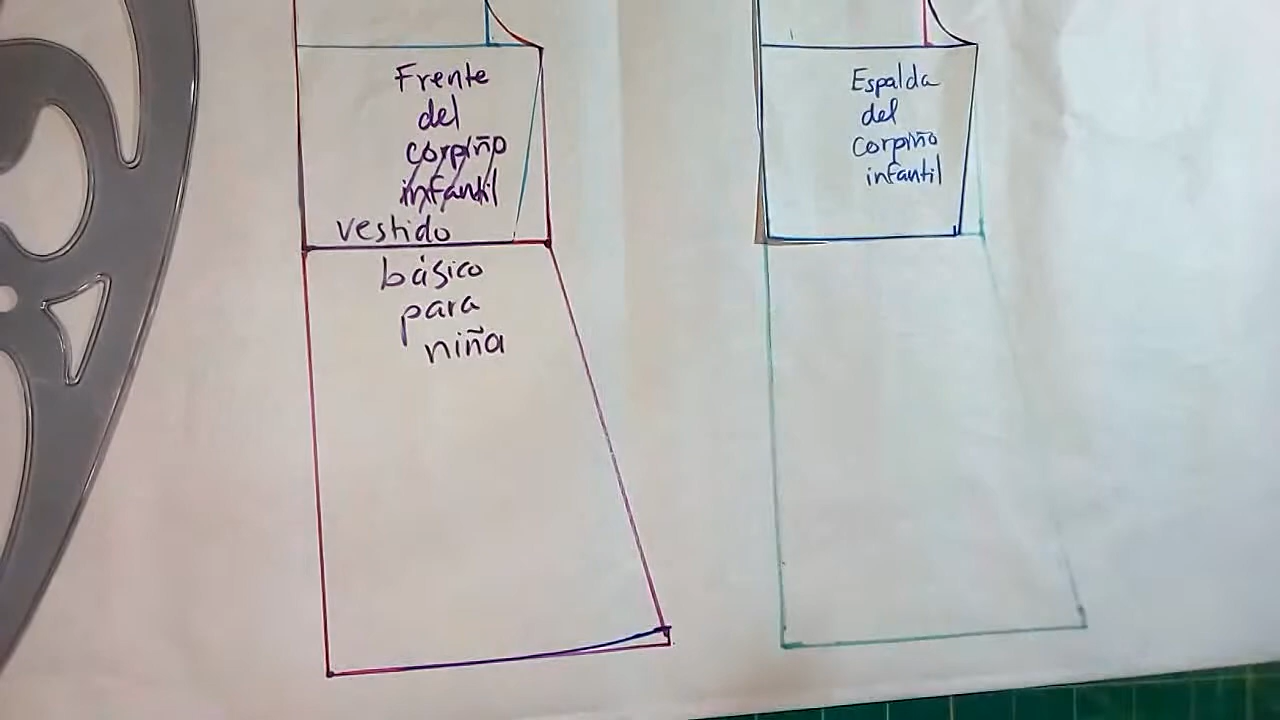 Frente
del
corpiño
infantil
vestido
básico
para
niña
Espalda
del
corpiño
infantil